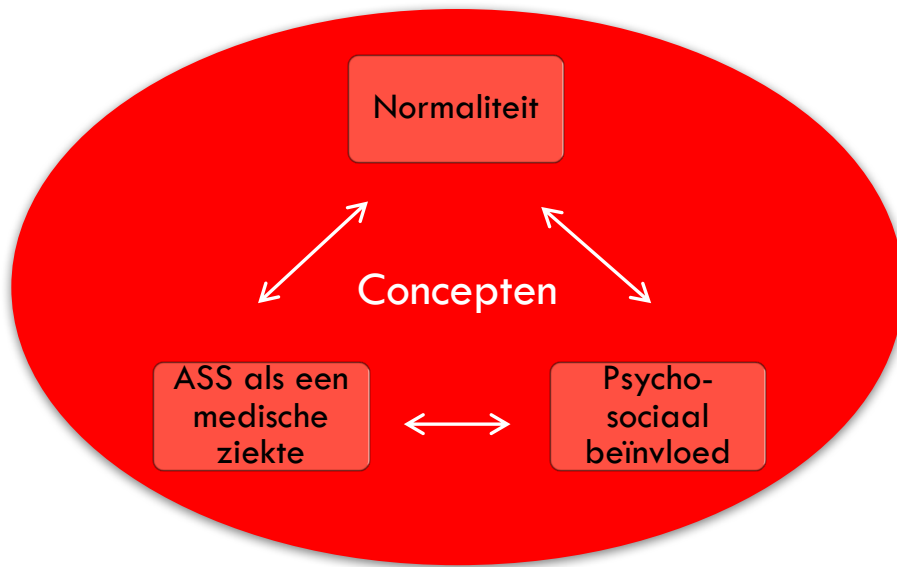 Normaliteit
Concepten
ASS als een
medische
ziekte
Psycho-
sociaal
beïnvloed